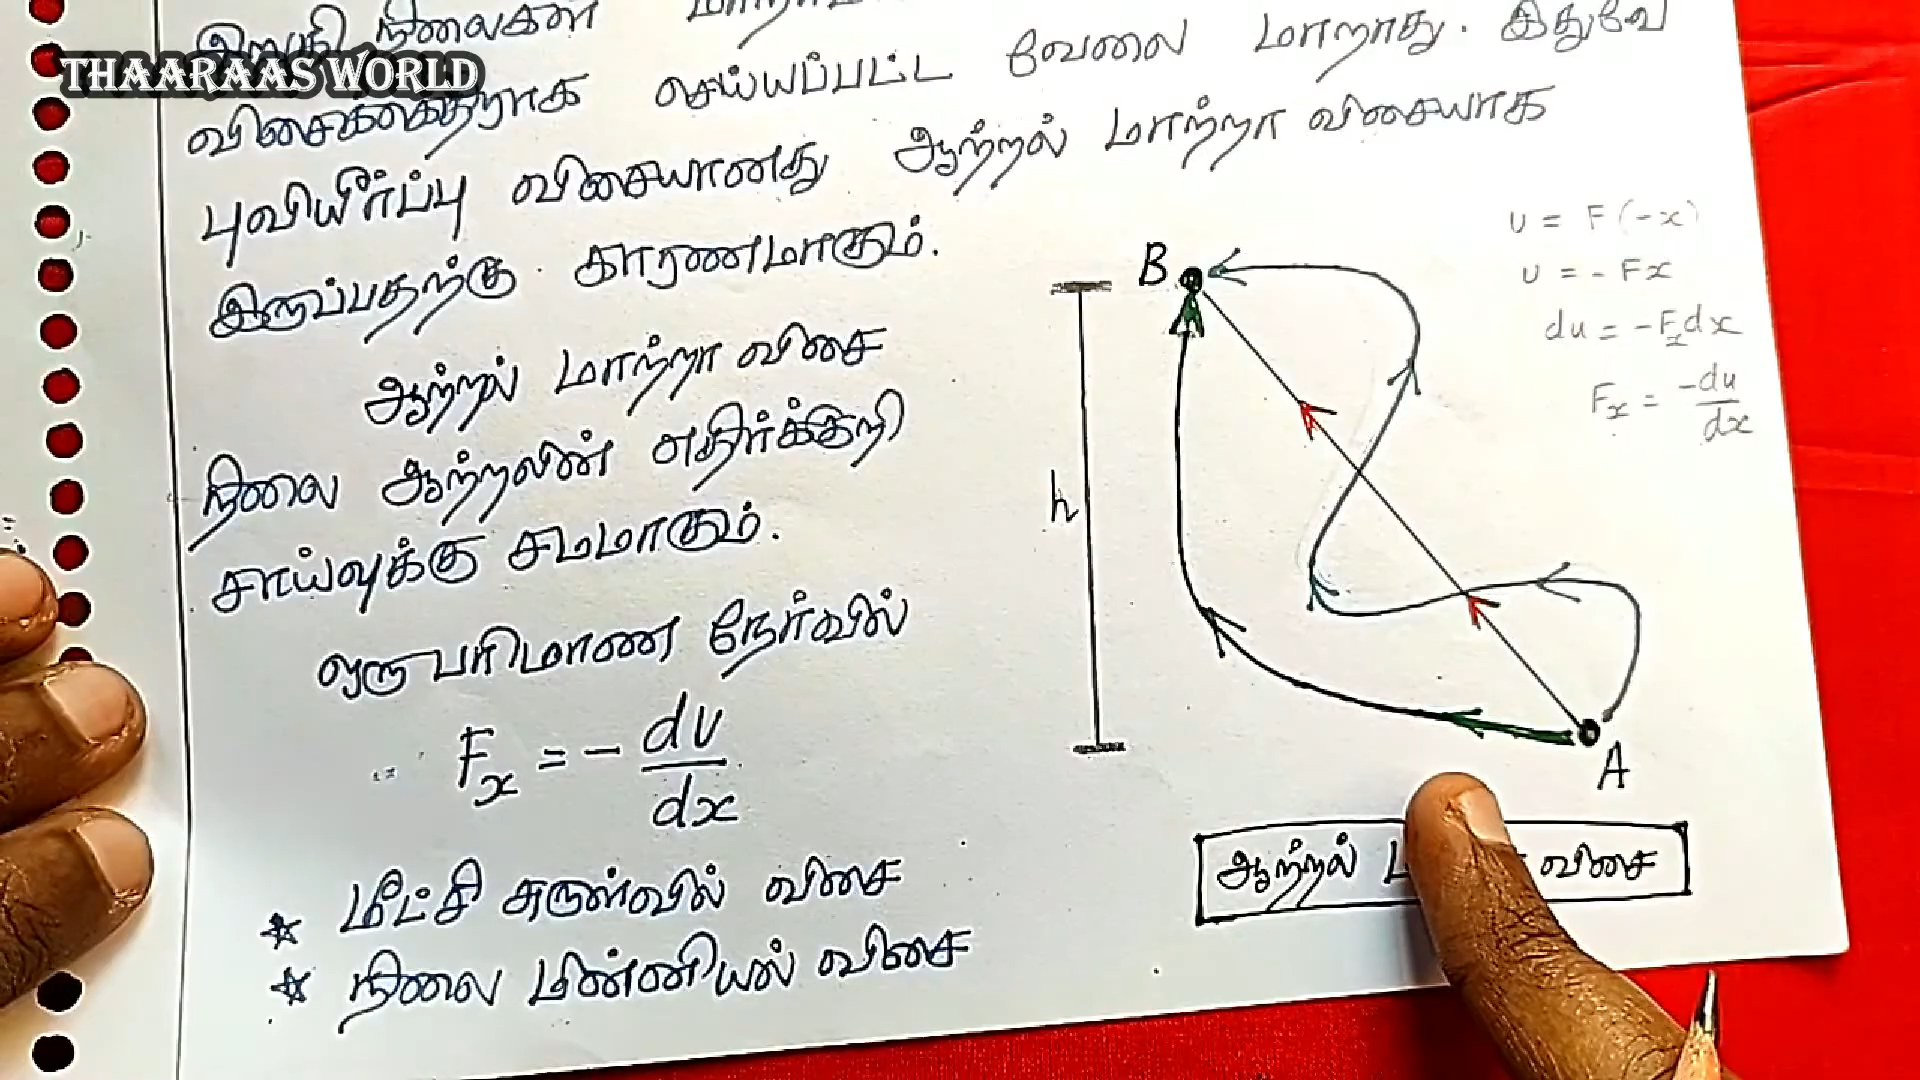 THAARAAS WORLD
இறுதி நிலைகள்
விசைக்கெதிராக செய்யப்பட்ட வேலை மாறாது. இதுவே
புவியீர்ப்பு விசையானது ஆற்றல் மாற்றா விசையாக
இருப்பதற்கு காரணமாகும்.
ஆற்றல் மாற்றா விசை
நிலை ஆற்றலின் எதிர்க்குறி
சாய்வுக்கு சமமாகும்.
ஒருபரிமாண நேர்வில்
Fx = - dU/dx
★ மீட்சி சுருள்வில் விசை
★ நிலை மின்னியல் விசை
U = F(-x)
U = - Fx
du = - Fx dx
Fx = -du/dx
B
h
A
ஆற்றல் விசை